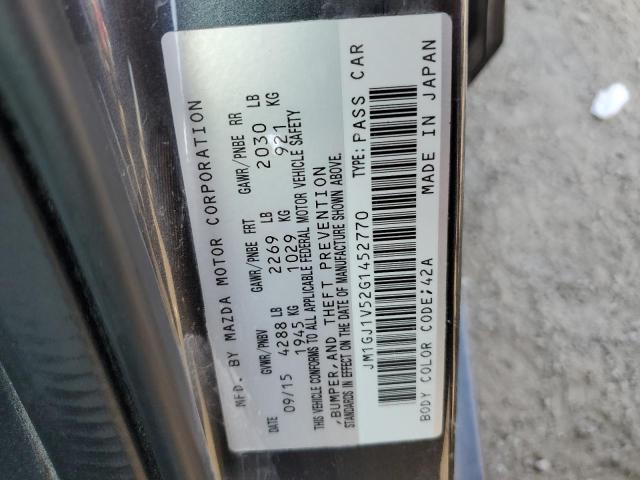 MFD. BY MAZDA MOTOR CORPORATION
GVWR/PNBV GAWR/PNBE FRT GAWR/PNBE RR
DATE 4288 LB 2269 LB 2030 LB
09/15 1945 KG 1029 KG 921 KG
THIS VEHICLE CONFORMS TO ALL APPLICABLE FEDERAL MOTOR VEHICLE SAFETY
,BUMPER,AND THEFT PREVENTION
STANDARDS IN EFFECT ON THE DATE OF MANUFACTURE SHOWN ABOVE.
JM1GJ1V52G1452770 TYPE: PASS CAR
BODY COLOR CODE;42A MADE IN JAPAN